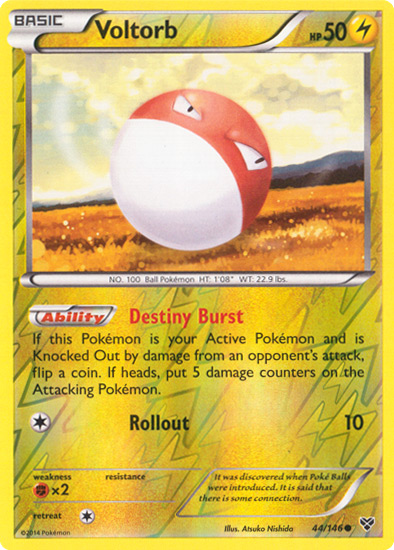 BASIC Voltorb HP50
NO. 100 Ball Pokémon HT: 1'08" WT: 22.9 lbs.
Ability Destiny Burst
If this Pokémon is your Active Pokémon and is
Knocked Out by damage from an opponent's attack,
flip a coin. If heads, put 5 damage counters on the
Attacking Pokémon.
Rollout 10
weakness resistance
×2
retreat
It was discovered when Poké Balls
were introduced. It is said that
there is some connection.
©2014 Pokémon Illus. Atsuko Nishida 44/146